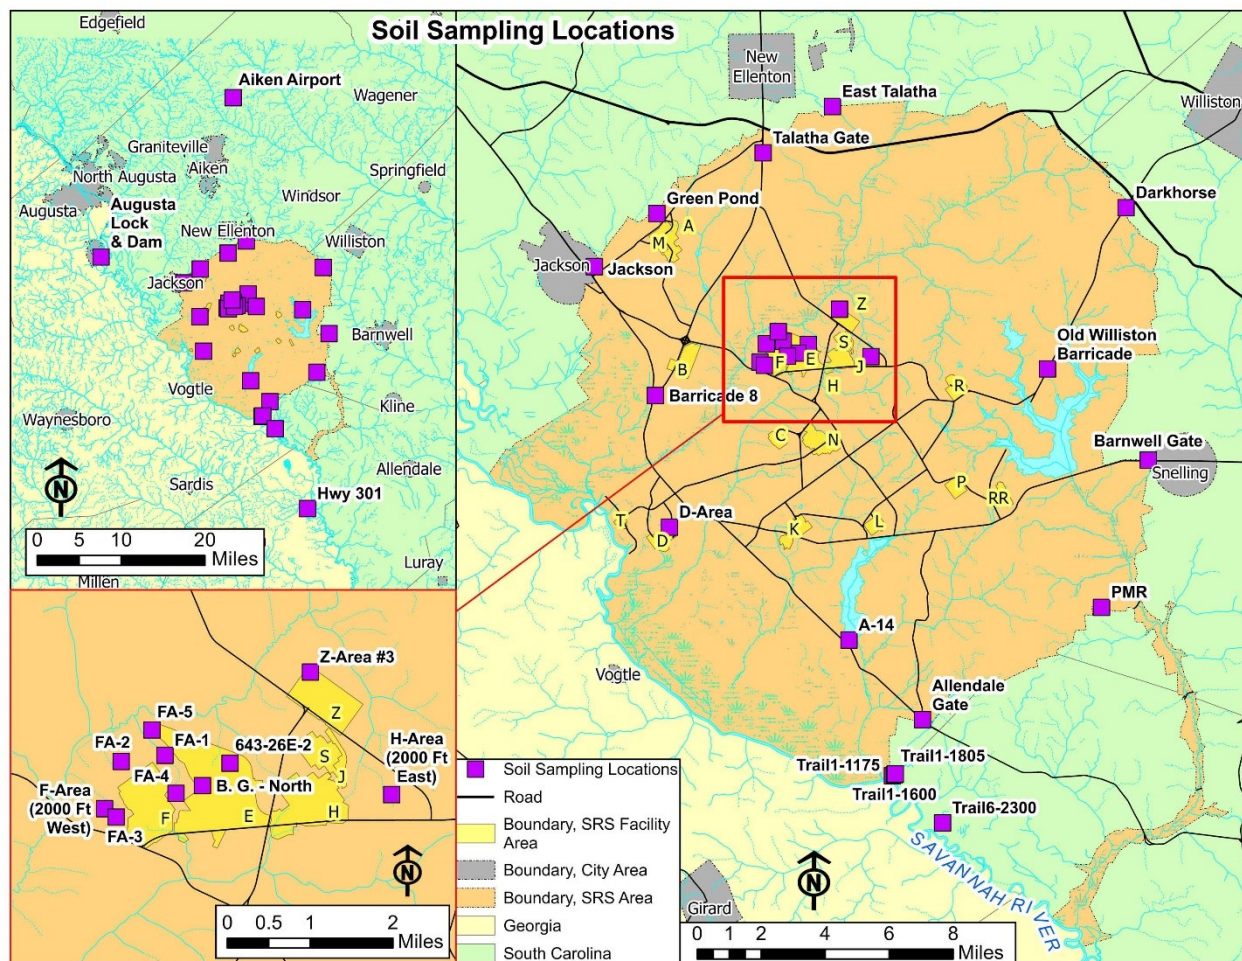 Soil Sampling Locations
Edgefield
Aiken Airport
Wagener
Graniteville
Aiken
North Augusta
Springfield
Augusta
Windsor
Augusta
Lock
& Dam
New Ellenton
Williston
Jackson
Barnwell
Vogtle
Waynesboro
Kline
Allendale
Sardis
Hwy 301
N
0 5 10 20
Miles
Luray
Millen
Z-Area #3
Z
FA-5
FA-2
FA-1
643-26E-2
S
H-Area
(2000 Ft
East)
J
FA-4
B. G. - North
F-Area
(2000 Ft
West)
FA-3
F
E
H
N
0 0.5 1 2
Miles
New
Ellenton
East Talatha
Williston
Talatha Gate
Darkhorse
Green Pond
A
M
Jackson
Jackson
Z
S
Old Williston
Barricade
F
E
J
B
H
R
Barricade 8
C
N
Barnwell Gate
Snelling
P
RR
T
D-Area
K
L
D
PMR
A-14
Vogtle
Allendale
Gate
Trail1-1175
Trail1-1805
Trail1-1600
Trail6-2300
SAVANNAH RIVER
Girard
N
0 1 2 4 6 8
Miles
Soil Sampling Locations
Road
Boundary, SRS Facility
Area
Boundary, City Area
Boundary, SRS Area
Georgia
South Carolina